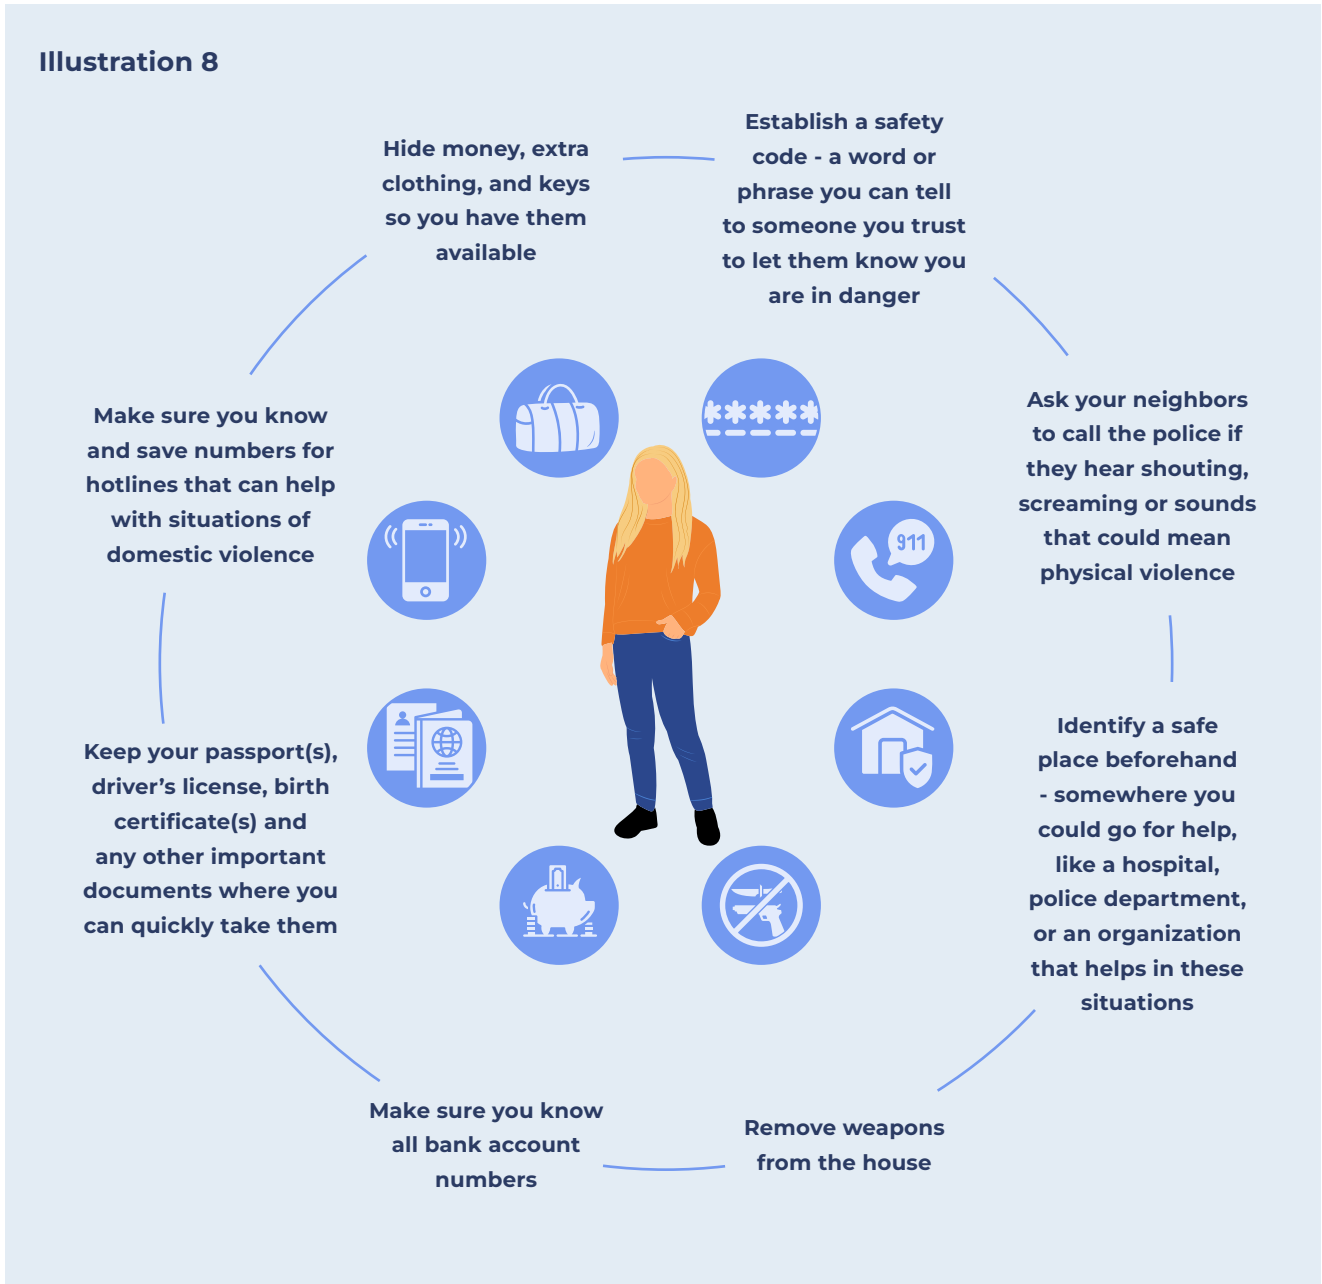 Illustration 8
Hide money, extra
clothing, and keys
so you have them
available
Establish a safety
code - a word or
phrase you can tell
to someone you trust
to let them know you
are in danger
Ask your neighbors
to call the police if
they hear shouting,
screaming or sounds
that could mean
physical violence
911
Identify a safe
place beforehand
- somewhere you
could go for help,
like a hospital,
police department,
or an organization
that helps in these
situations
Remove weapons
from the house
Make sure you know
all bank account
numbers
Keep your passport(s),
driver’s license, birth
certificate(s) and
any other important
documents where you
can quickly take them
Make sure you know
and save numbers for
hotlines that can help
with situations of
domestic violence